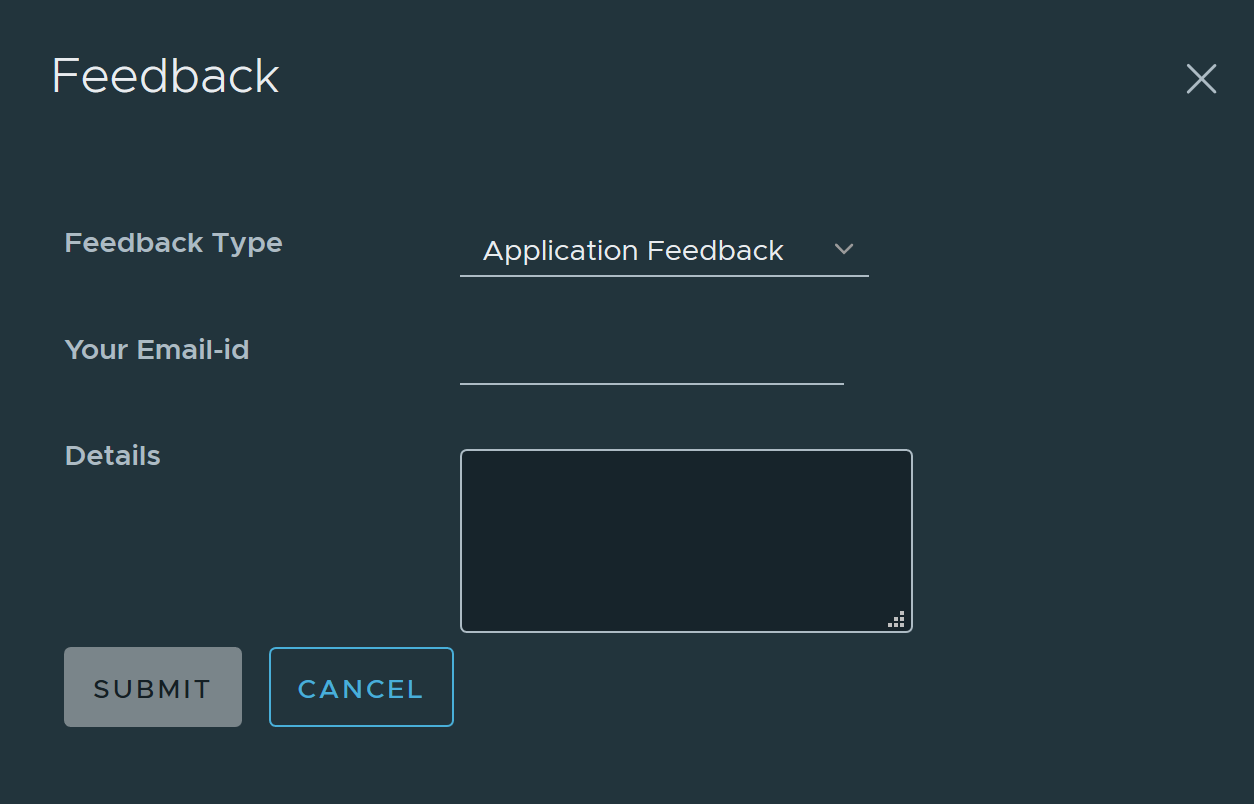 Feedback
Feedback Type
Application Feedback
Your Email-id
Details
SUBMIT
CANCEL